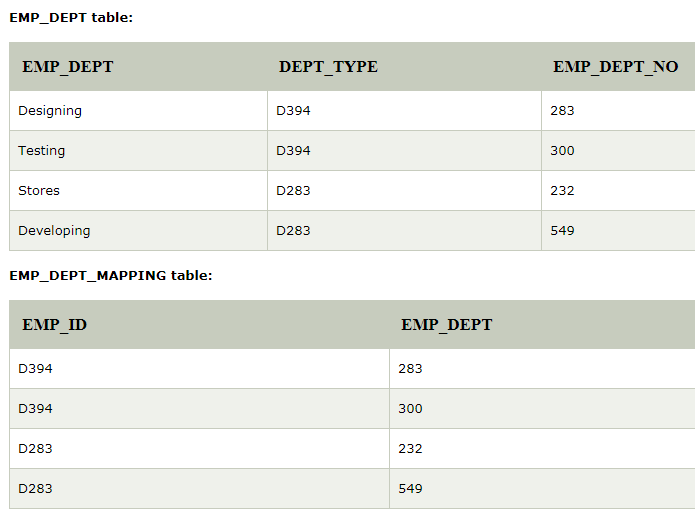 EMP_DEPT table:
EMP_DEPT DEPT_TYPE EMP_DEPT_NO
Designing D394 283
Testing D394 300
Stores D283 232
Developing D283 549
EMP_DEPT_MAPPING table:
EMP_ID EMP_DEPT
D394 283
D394 300
D283 232
D283 549